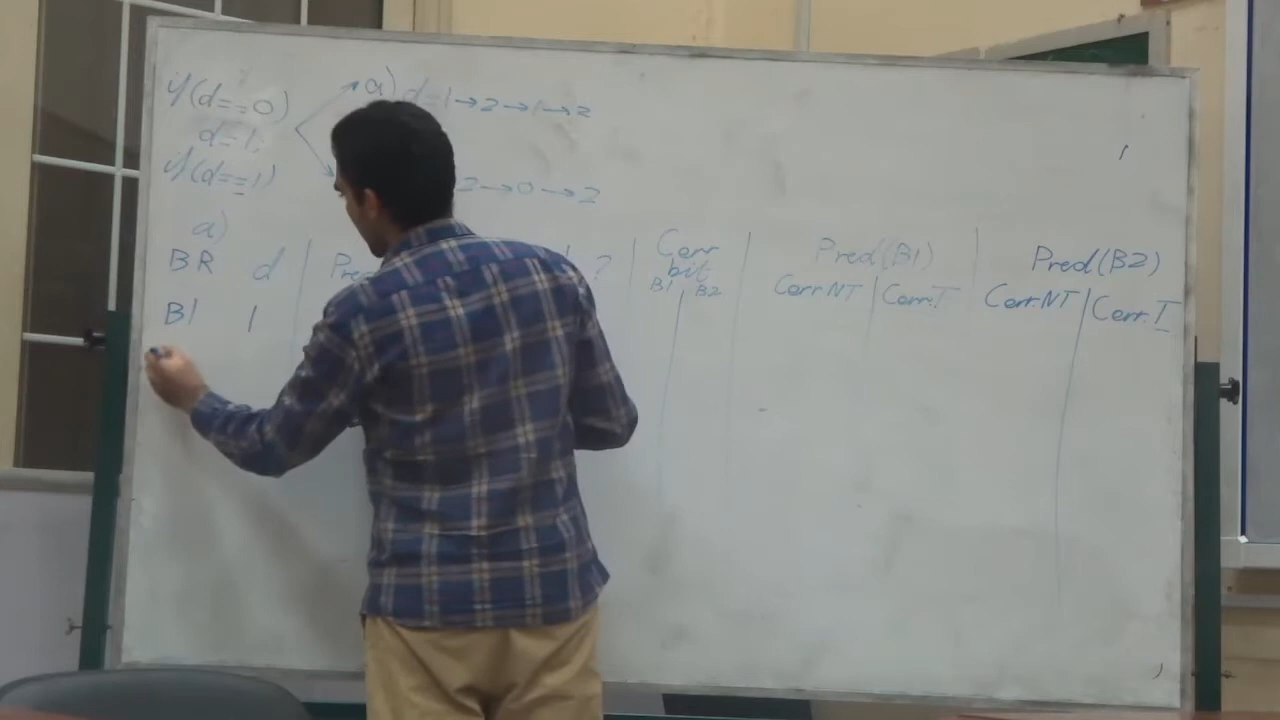 if(d==0)
d=1;
if(d==1)
a) d=1→2→1→2
2→0→2
a)
BR d ? Corr bit Pred(B1) Pred(B2)
B1 B2 Corr.NT Corr.T Corr.NT Corr.T
B1 1